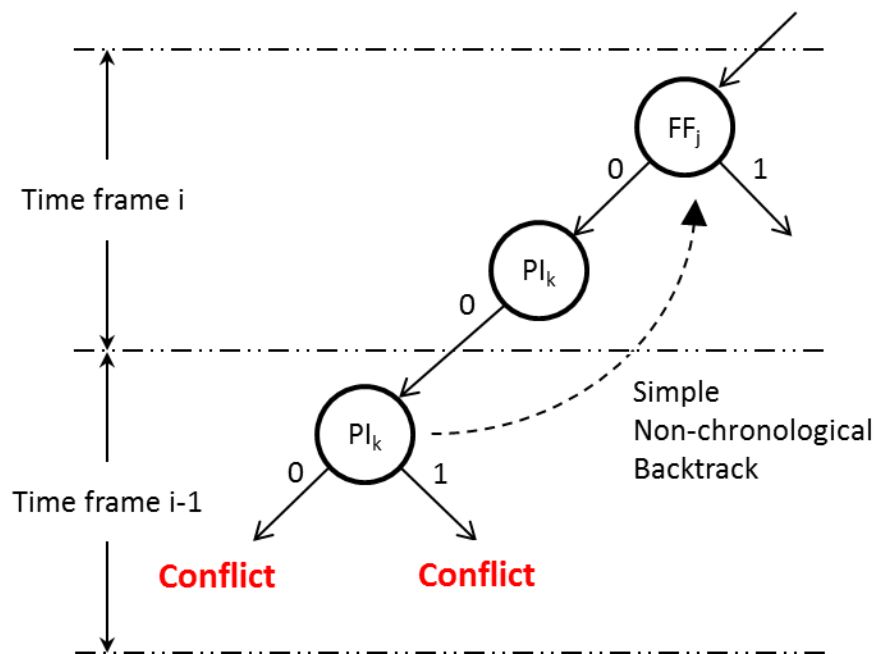 FFj
0
1
Time frame i
PIk
0
Simple
Non-chronological
Backtrack
PIk
0
1
Time frame i-1
Conflict
Conflict